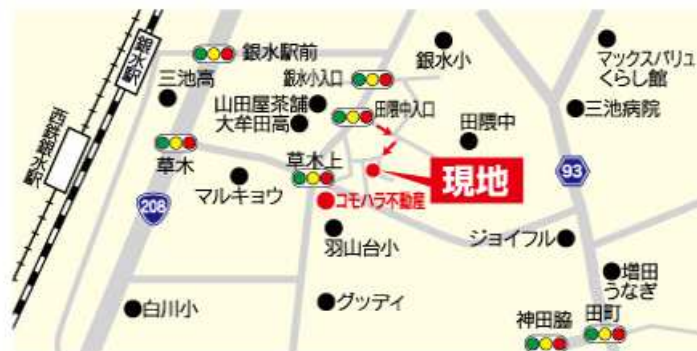 銀水駅
西鉄銀水駅
銀水駅前
三池高
銀水小入口
銀水小
マックスバリュ
くらし館
山田屋茶舗
大牟田高
田隈中入口
田隈中
三池病院
草木
草木上
現地
93
マルキョウ
コモハラ不動産
208
羽山台小
ジョイフル
増田
うなぎ
白川小
グッディ
神田脇
田町